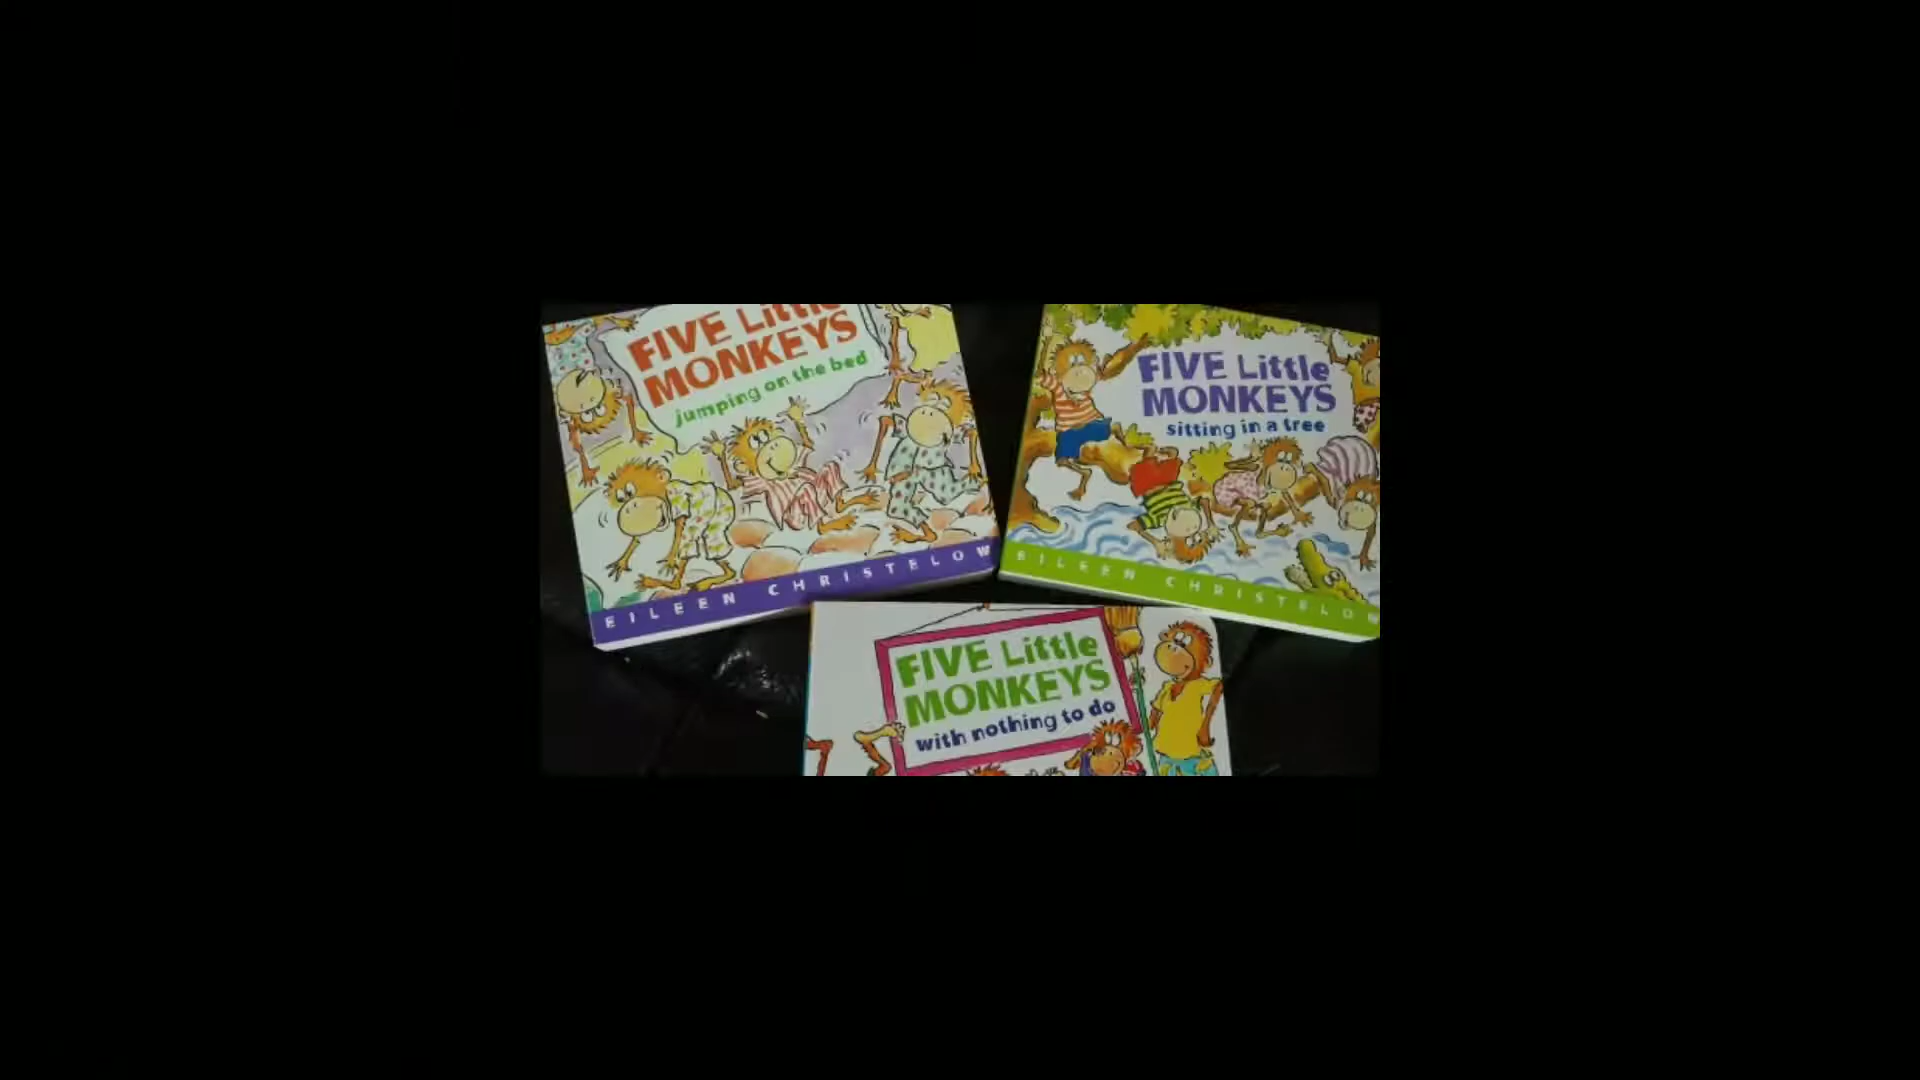 FIVE Little
MONKEYS
jumping on the bed
EILEEN CHRISTELOW
FIVE Little
MONKEYS
sitting in a tree
EILEEN CHRISTELOW
FIVE Little
MONKEYS
with nothing to do